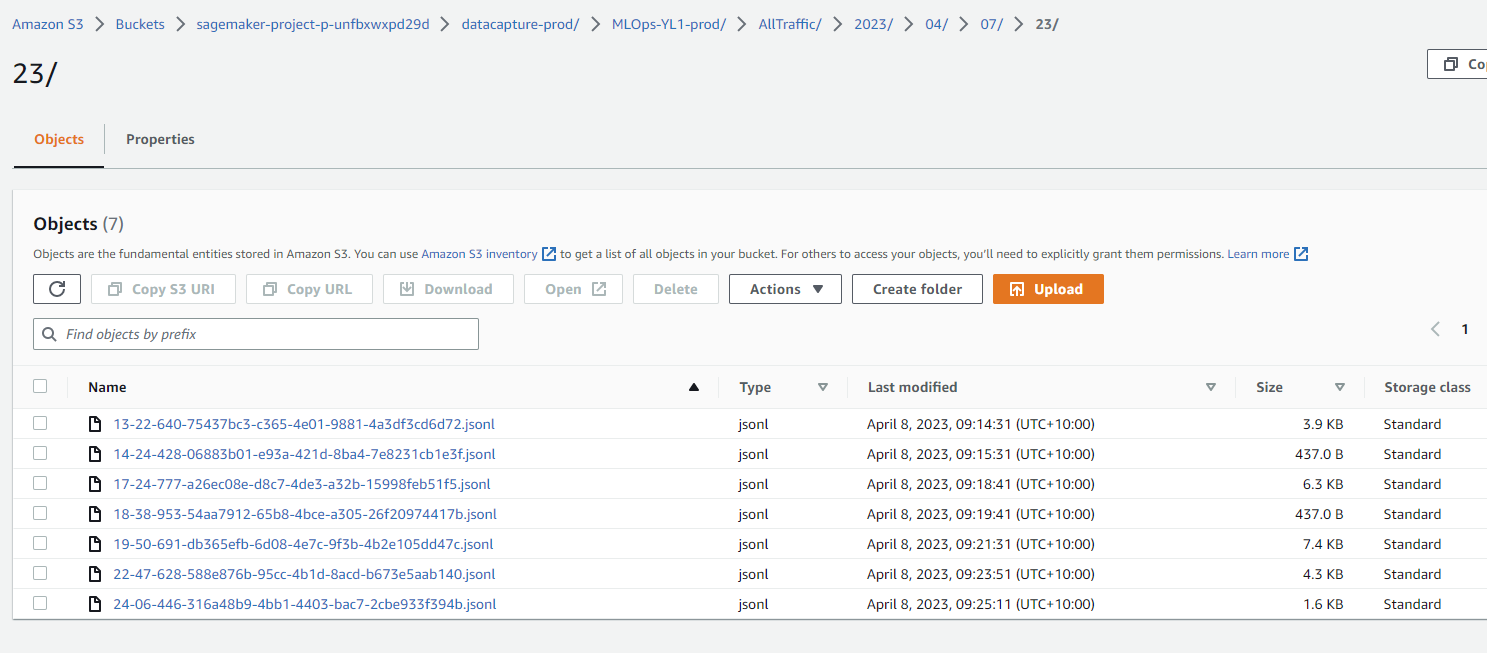 Amazon S3 > Buckets > sagemaker-project-p-unfbxwxpd29d > datacapture-prod/ > MLOps-YL1-prod/ > AllTraffic/ > 2023/ > 04/ > 07/ > 23/
23/
Objects Properties
Objects (7)
Objects are the fundamental entities stored in Amazon S3. You can use Amazon S3 inventory to get a list of all objects in your bucket. For others to access your objects, you'll need to explicitly grant them permissions. Learn more
Copy S3 URI Copy URL Download Open Delete Actions Create folder Upload
Find objects by prefix
1
Name Type Last modified Size Storage class
13-22-640-75437bc3-c365-4e01-9881-4a3df3cd6d72.jsonl jsonl April 8, 2023, 09:14:31 (UTC+10:00) 3.9 KB Standard
14-24-428-06883b01-e93a-421d-8ba4-7e8231cb1e3f.jsonl jsonl April 8, 2023, 09:15:31 (UTC+10:00) 437.0 B Standard
17-24-777-a26ec08e-d8c7-4de3-a32b-15998feb51f5.jsonl jsonl April 8, 2023, 09:18:41 (UTC+10:00) 6.3 KB Standard
18-38-953-54aa7912-65b8-4bce-a305-26f20974417b.jsonl jsonl April 8, 2023, 09:19:41 (UTC+10:00) 437.0 B Standard
19-50-691-db365efb-6d08-4e7c-9f3b-4b2e105dd47c.jsonl jsonl April 8, 2023, 09:21:31 (UTC+10:00) 7.4 KB Standard
22-47-628-588e876b-95cc-4b1d-8acd-b673e5aab140.jsonl jsonl April 8, 2023, 09:23:51 (UTC+10:00) 4.3 KB Standard
24-06-446-316a48b9-4bb1-4403-bac7-2cbe933f394b.jsonl jsonl April 8, 2023, 09:25:11 (UTC+10:00) 1.6 KB Standard